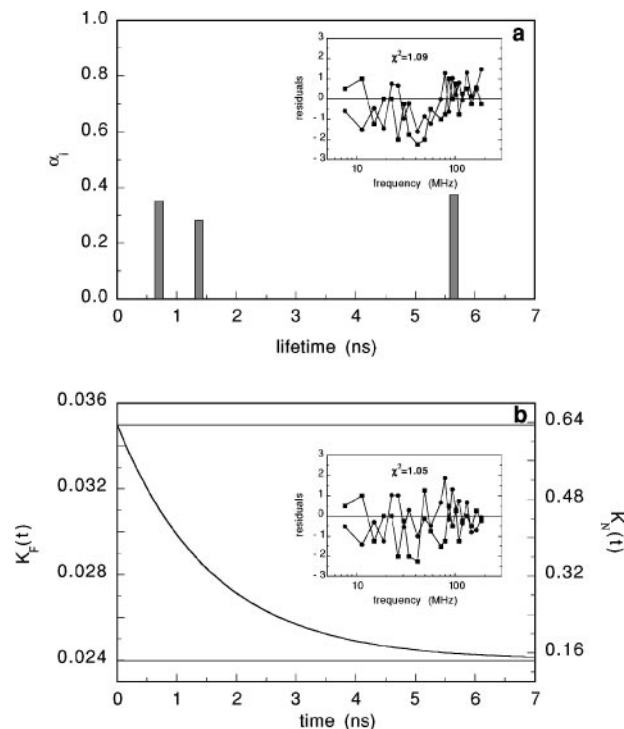 a
1.0
0.8
0.6
0.4
0.2
0.0
αi
0 1 2 3 4 5 6 7
lifetime (ns)
χ²=1.09
3
2
1
0
-1
-2
-3
residuals
10 100
frequency (MHz)
b
0.036
0.032
0.028
0.024
KF(t)
0.64
0.48
0.32
0.16
KN(t)
0 1 2 3 4 5 6 7
time (ns)
χ²=1.05
3
2
1
0
-1
-2
-3
residuals
10 100
frequency (MHz)